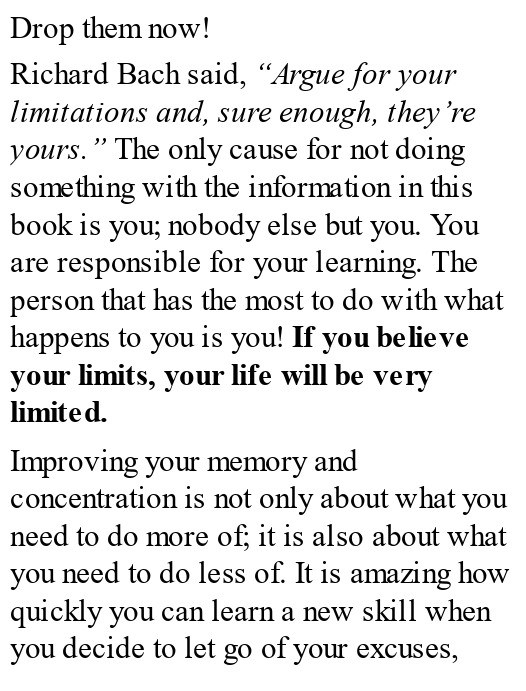 Drop them now!
Richard Bach said, “Argue for your
limitations and, sure enough, they’re
yours.” The only cause for not doing
something with the information in this
book is you; nobody else but you. You
are responsible for your learning. The
person that has the most to do with what
happens to you is you! If you believe
your limits, your life will be very
limited.
Improving your memory and
concentration is not only about what you
need to do more of; it is also about what
you need to do less of. It is amazing how
quickly you can learn a new skill when
you decide to let go of your excuses,